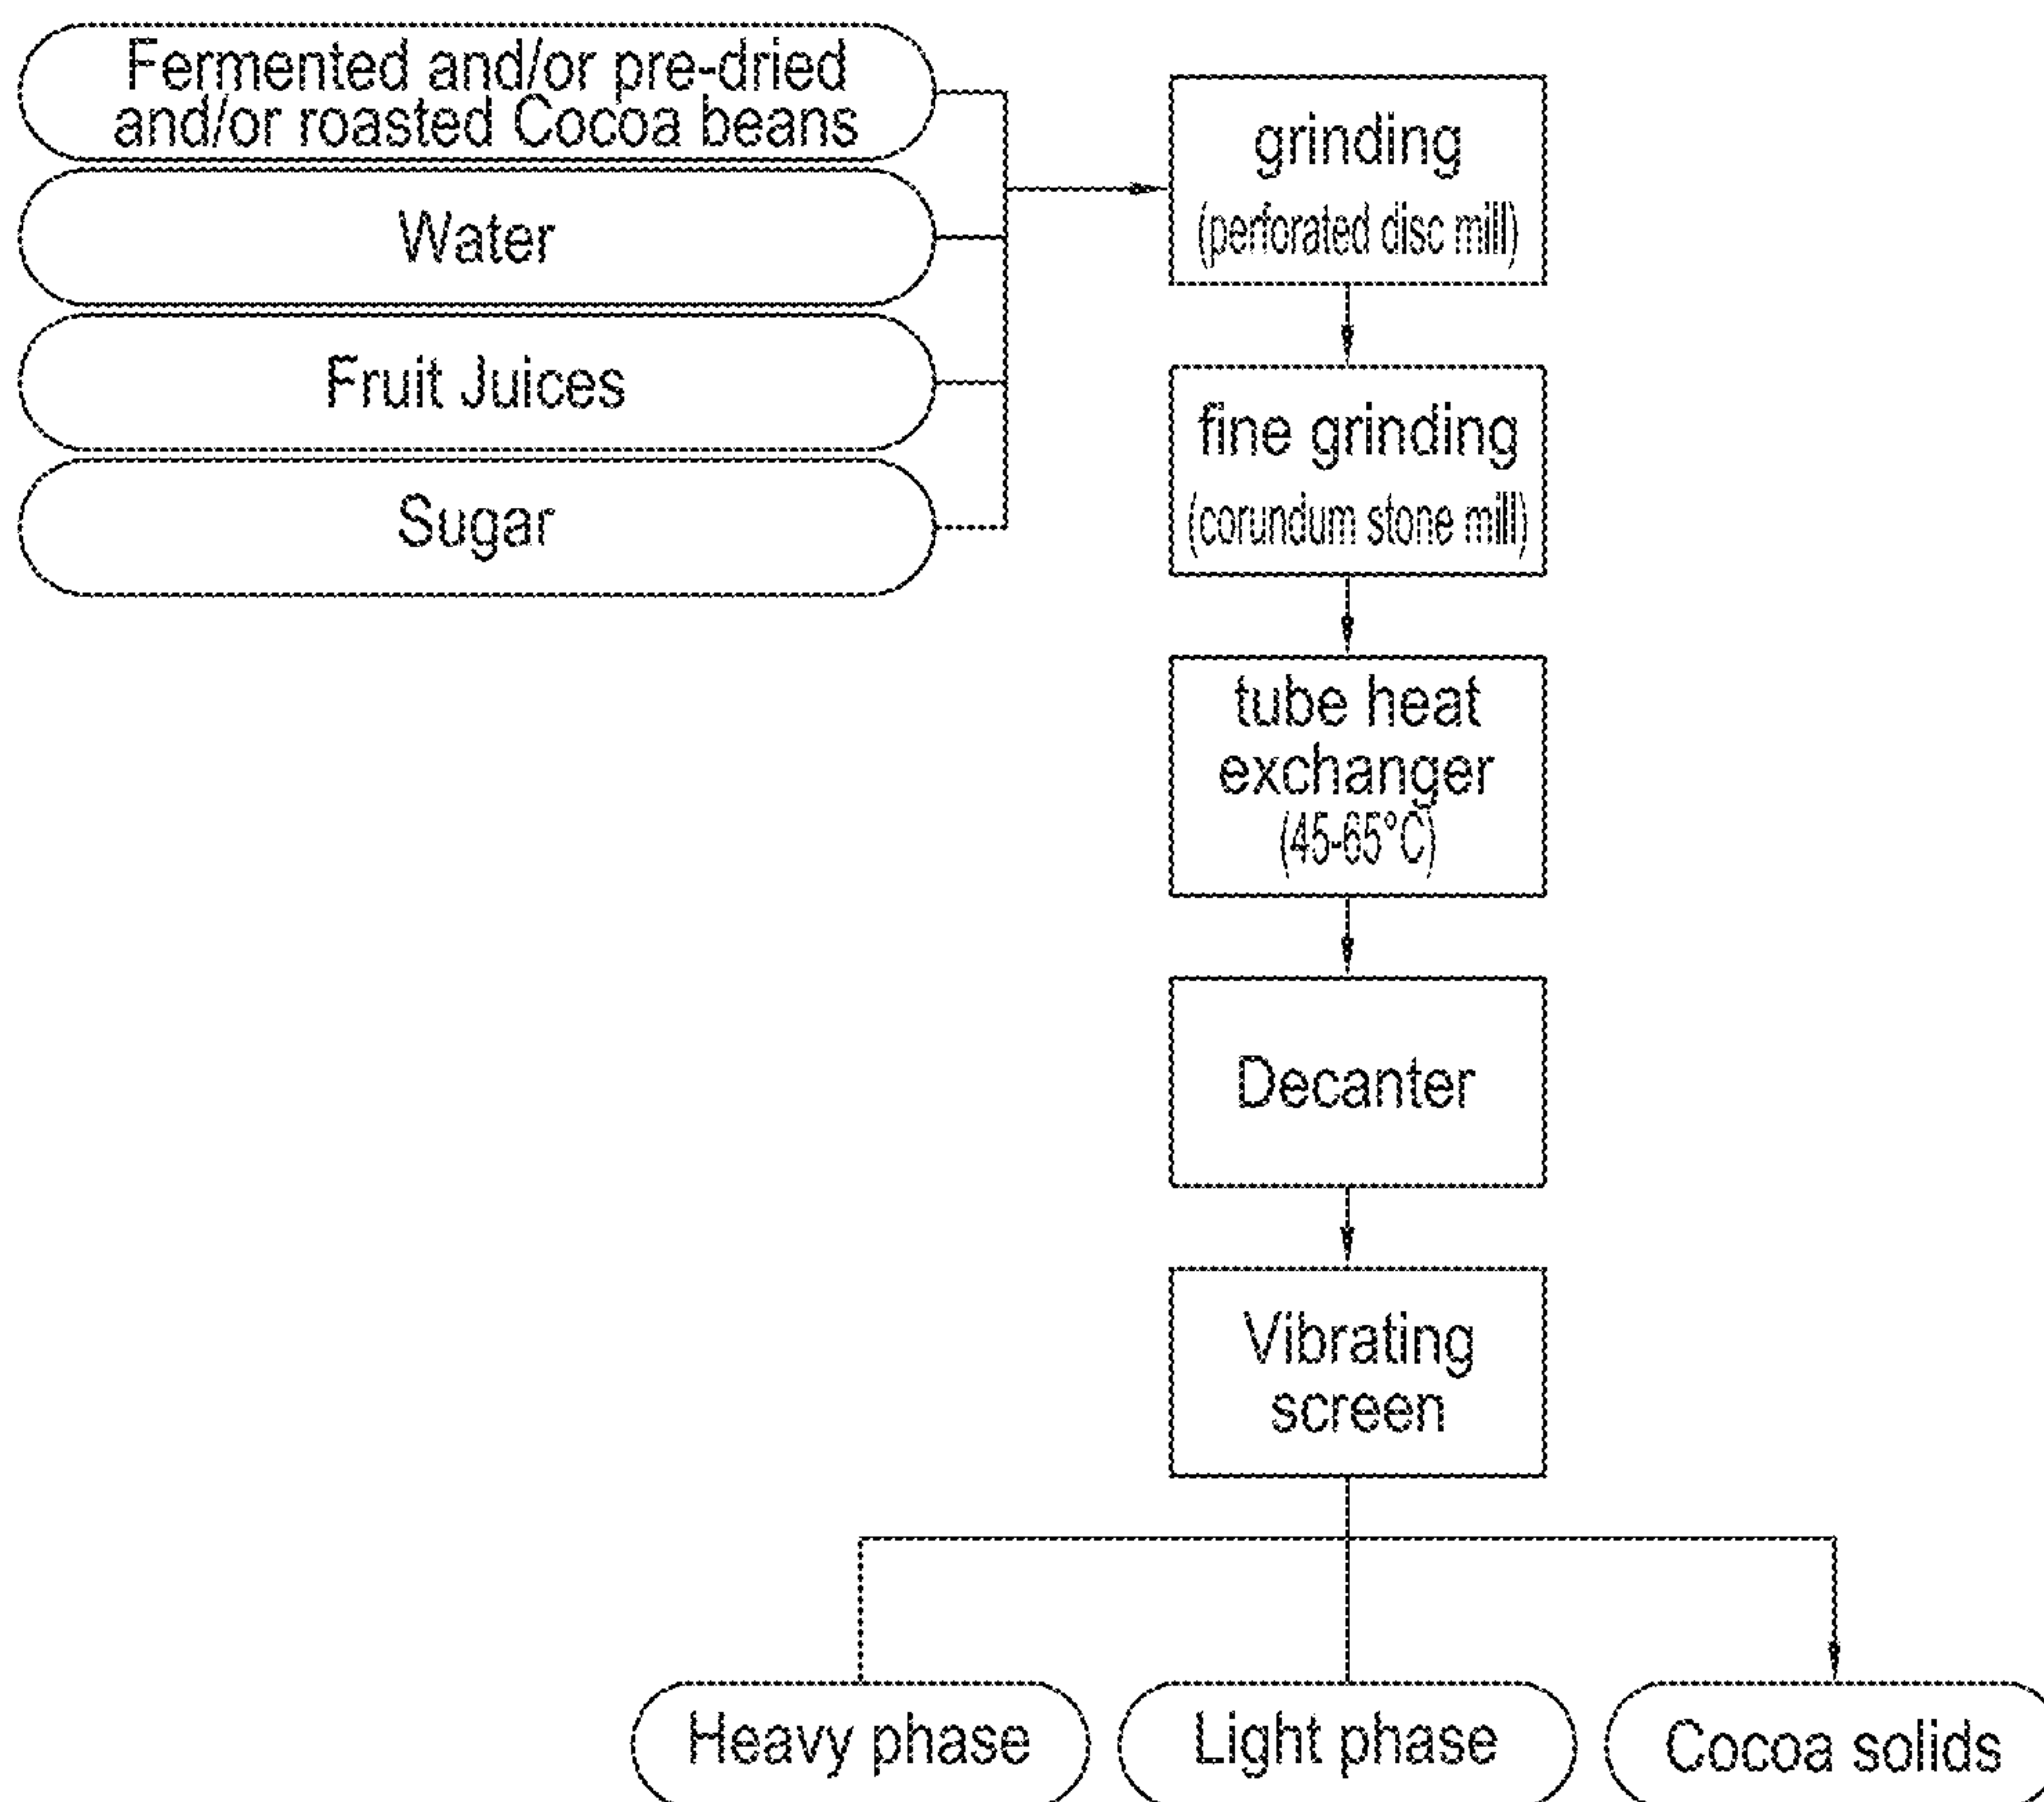 Fermented and/or pre-dried
and/or roasted Cocoa beans
Water
Fruit Juices
Sugar
grinding
(perforated disc mill)
fine grinding
(corundum stone mill)
tube heat
exchanger
(45-65°C)
Decanter
Vibrating
screen
Heavy phase
Light phase
Cocoa solids